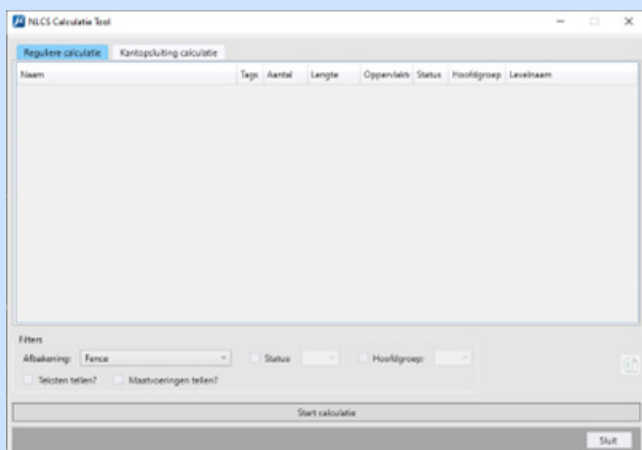 NLCS Calculatie Tool
Reguliere calculatie Kantopsluiting calculatie
Naam Tags Aantal Lengte Oppervlakte Status Hoofdgroep Levelnaam
Filters
Afbakening: Fence Status: Hoofdgroep:
Teksten tellen? Maatvoeringen tellen?
Start calculatie
Sluit